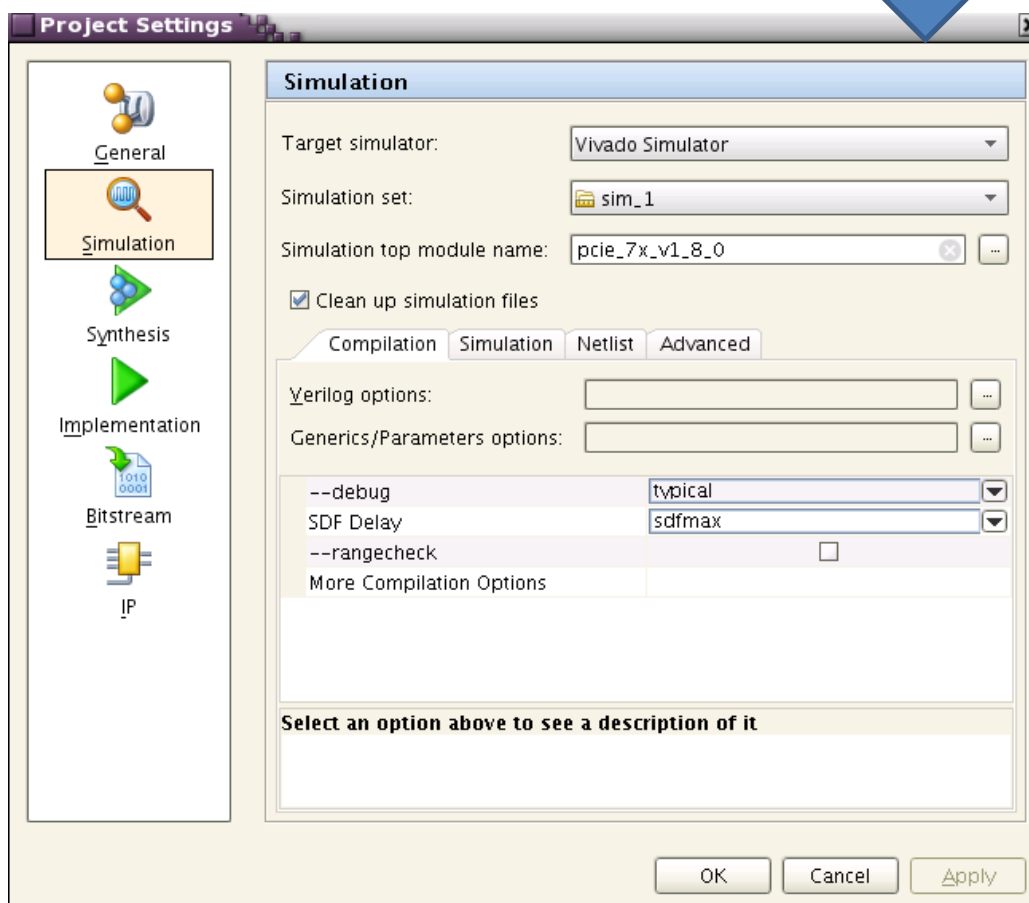 Project Settings
General
Simulation
Synthesis
Implementation
1010
0001
Bitstream
IP
Simulation
Target simulator: Vivado Simulator
Simulation set: sim_1
Simulation top module name: pcie_7x_v1_8_0 ...
Clean up simulation files
Compilation Simulation Netlist Advanced
Verilog options: ...
Generics/Parameters options: ...
--debug typical
SDF Delay sdfmax
--rangecheck
More Compilation Options
Select an option above to see a description of it
OK Cancel Apply